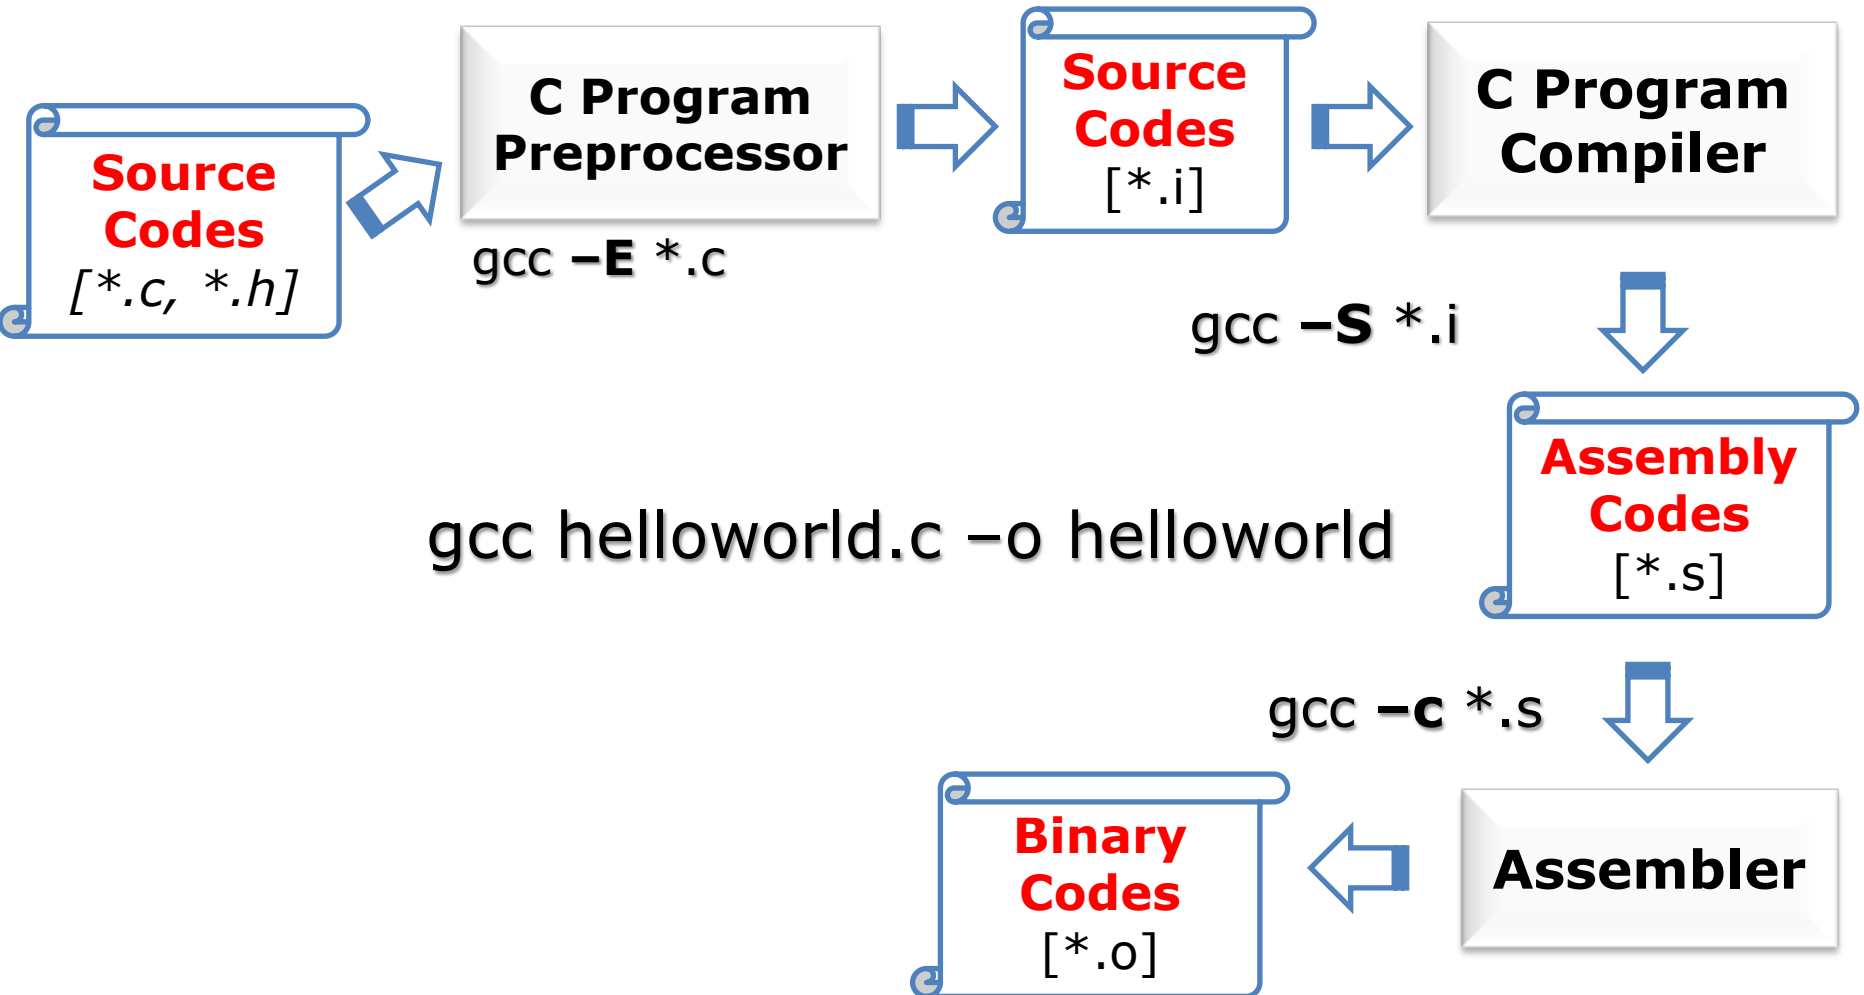 Source
Codes
[*.c, *.h]
C Program
Preprocessor
gcc –E *.c
Source
Codes
[*.i]
C Program
Compiler
gcc –S *.i
Assembly
Codes
[*.s]
gcc helloworld.c –o helloworld
gcc –c *.s
Assembler
Binary
Codes
[*.o]